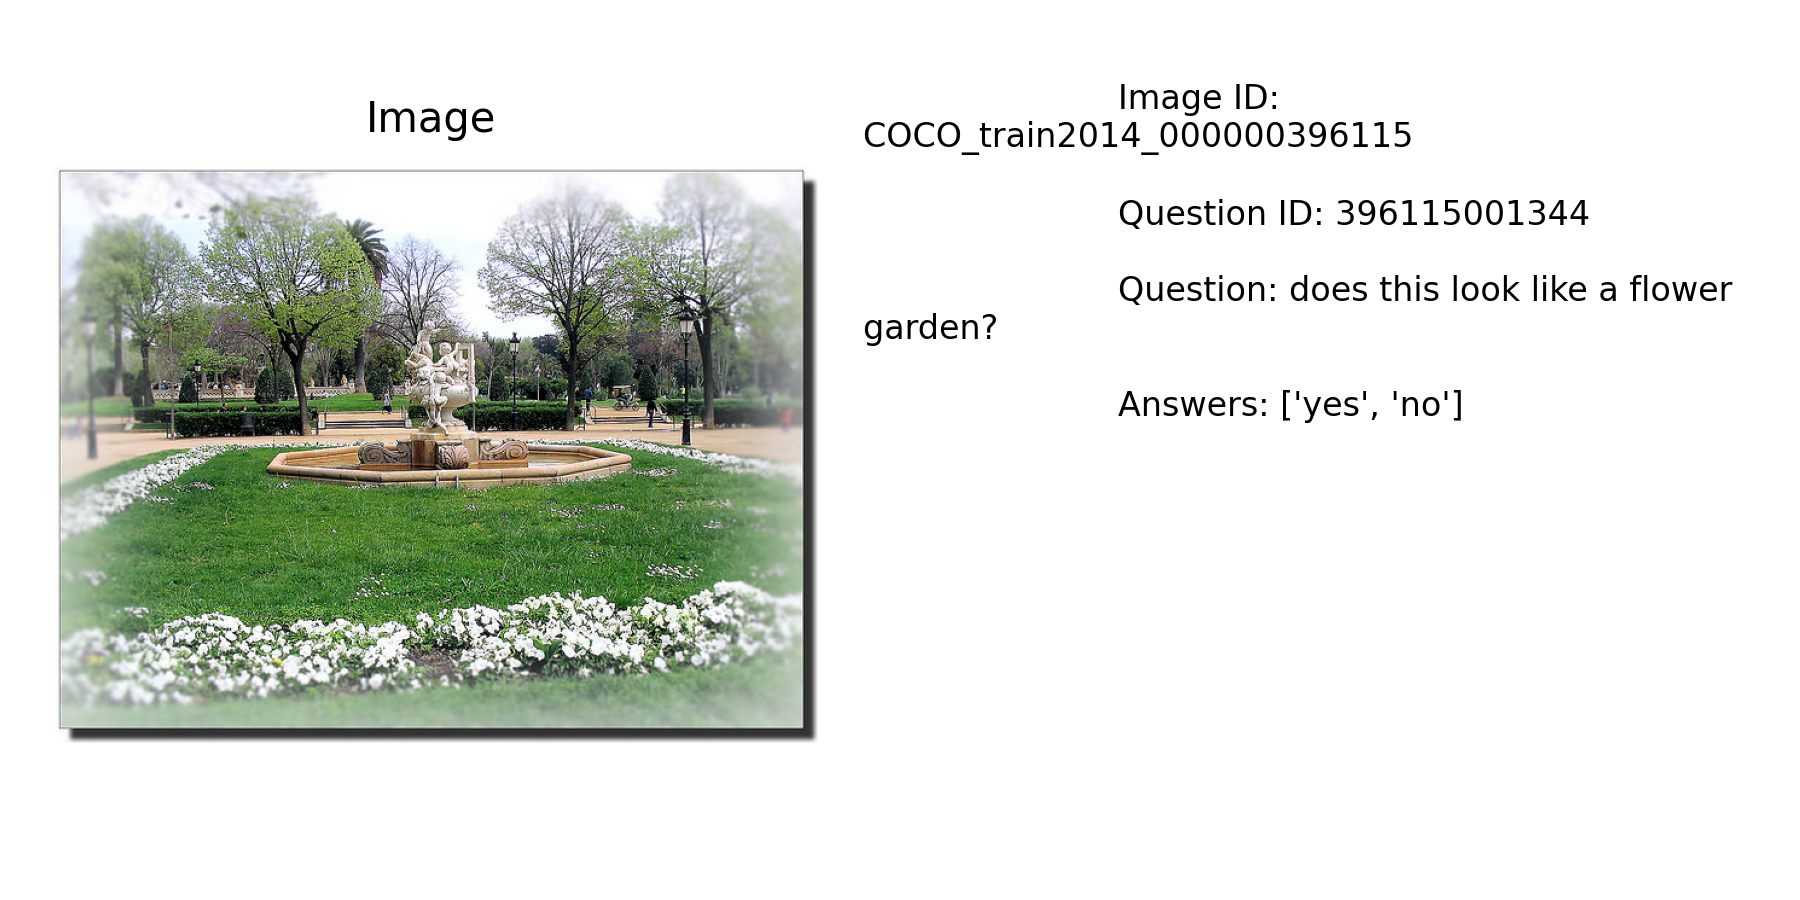 Image
Image ID:
COCO_train2014_000000396115
Question ID: 396115001344
Question: does this look like a flower
garden?
Answers: ['yes', 'no']